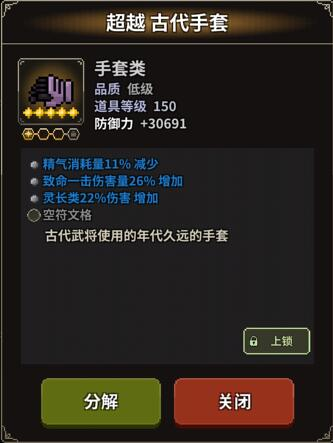 超越 古代手套
手套类
品质 低级
道具等级 150
防御力 +30691
精气消耗量11% 减少
致命一击伤害量26% 增加
灵长类22%伤害 增加
空符文格
古代武将使用的年代久远的手套
上锁
分解 关闭